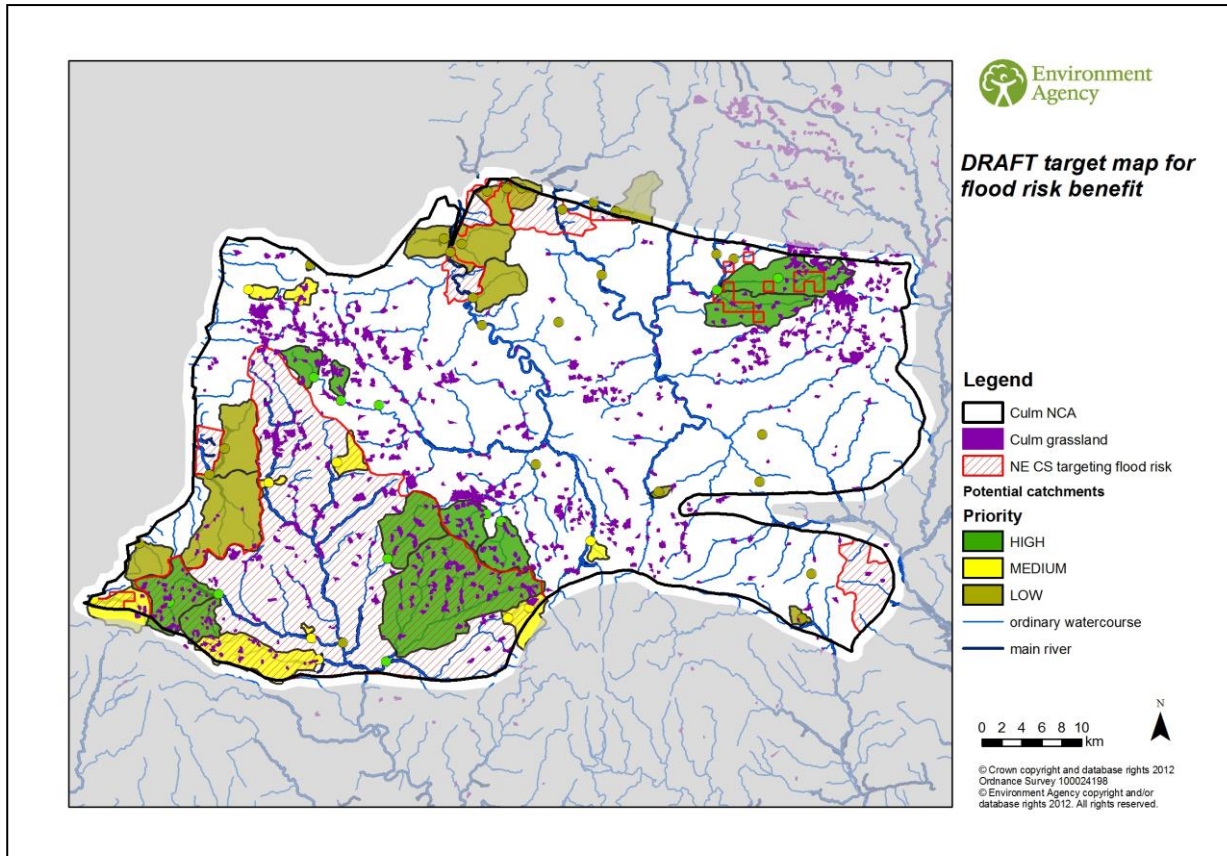 Environment
Agency
DRAFT target map for
flood risk benefit
Legend
Culm NCA
Culm grassland
NE CS targeting flood risk
Potential catchments
Priority
HIGH
MEDIUM
LOW
ordinary watercourse
main river
N
0 2 4 6 8 10
km
© Crown copyright and database rights 2012
Ordnance Survey 100024198
© Environment Agency copyright and/or
database rights 2012. All rights reserved.